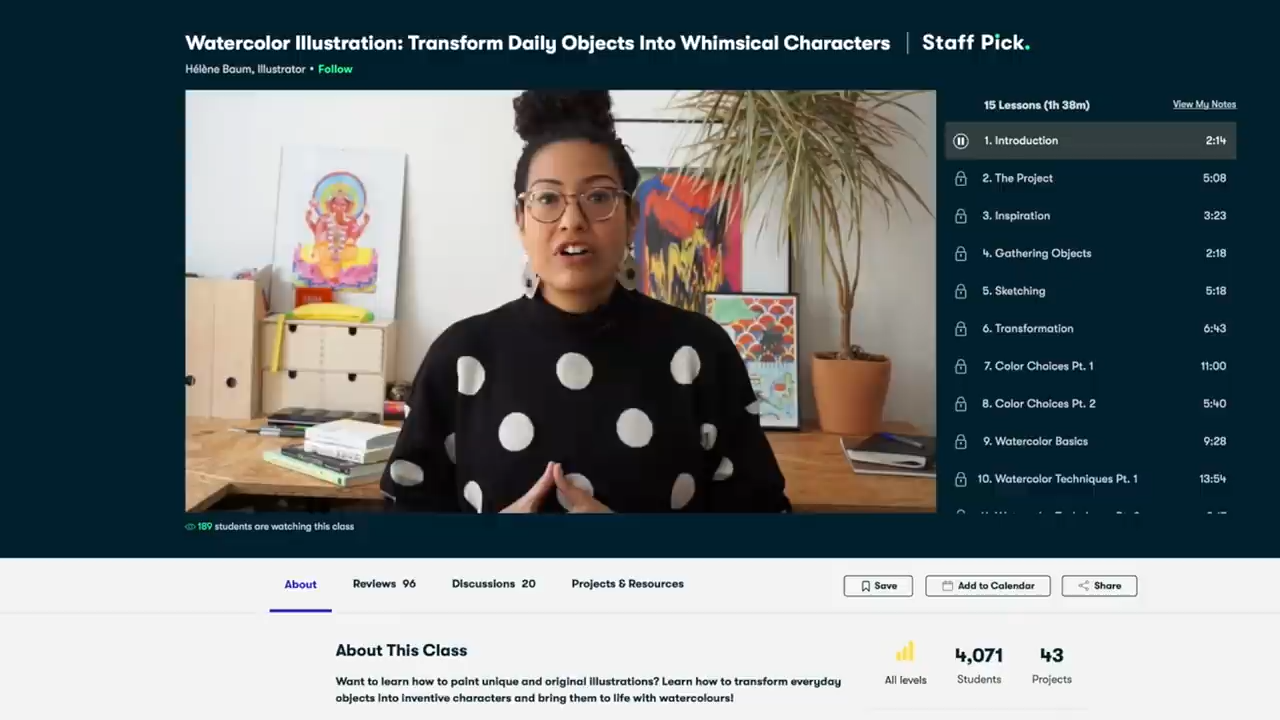 Watercolor Illustration: Transform Daily Objects Into Whimsical Characters | Staff Pick.
Hélène Baum, Illustrator • Follow
15 Lessons (1h 38m) View My Notes
1. Introduction 2:14
2. The Project 5:08
3. Inspiration 3:23
4. Gathering Objects 2:18
5. Sketching 5:18
6. Transformation 6:43
7. Color Choices Pt. 1 11:00
8. Color Choices Pt. 2 5:40
9. Watercolor Basics 9:28
10. Watercolor Techniques Pt. 1 13:54
189 students are watching this class
About Reviews 96 Discussions 20 Projects & Resources Save Add to Calendar Share
About This Class
Want to learn how to paint unique and original illustrations? Learn how to transform everyday
objects into inventive characters and bring them to life with watercolours!
4,071 43
All levels Students Projects